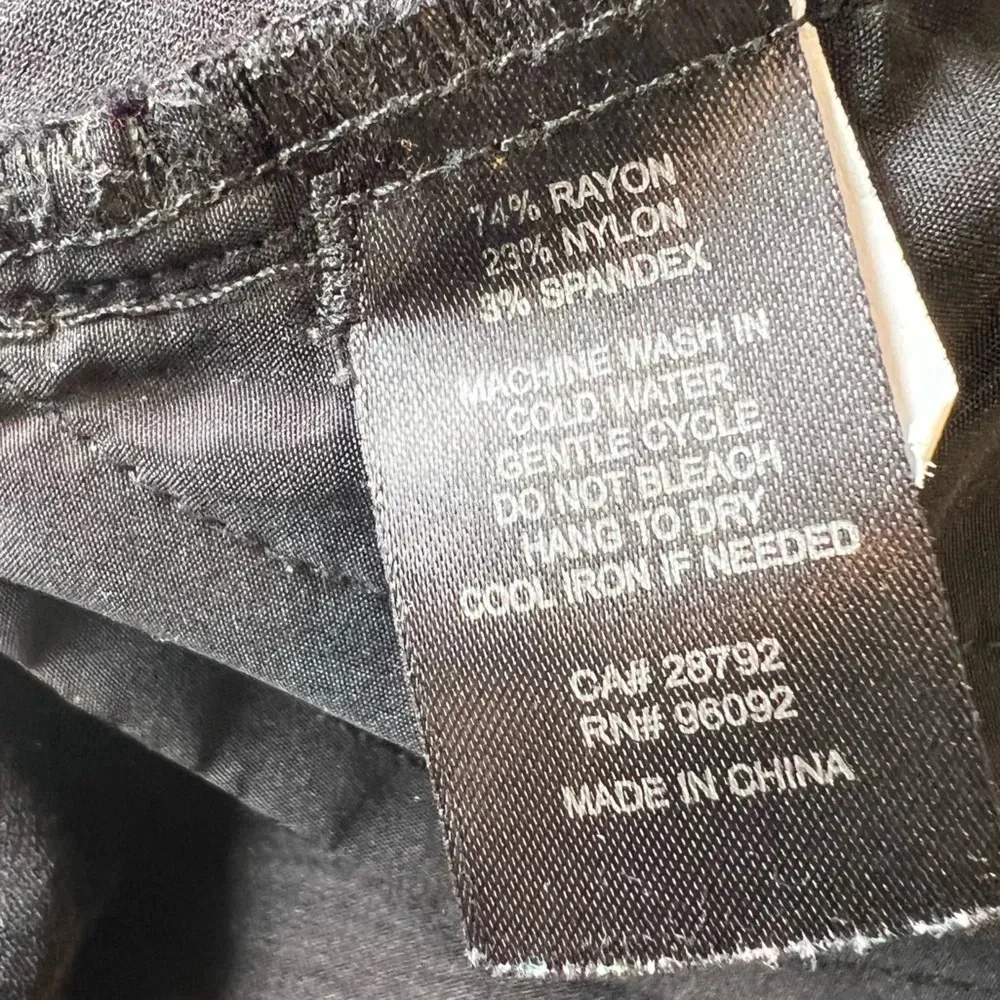 74% RAYON
23% NYLON
3% SPANDEX
MACHINE WASH IN
COLD WATER
GENTLE CYCLE
DO NOT BLEACH
HANG TO DRY
COOL IRON IF NEEDED
CA# 28792
RN# 96092
MADE IN CHINA